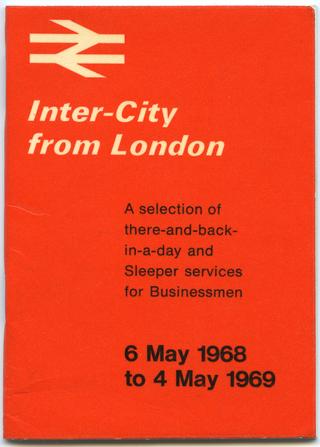 Inter-City
from London
A selection of
there-and-back-
in-a-day and
Sleeper services
for Businessmen
6 May 1968
to 4 May 1969